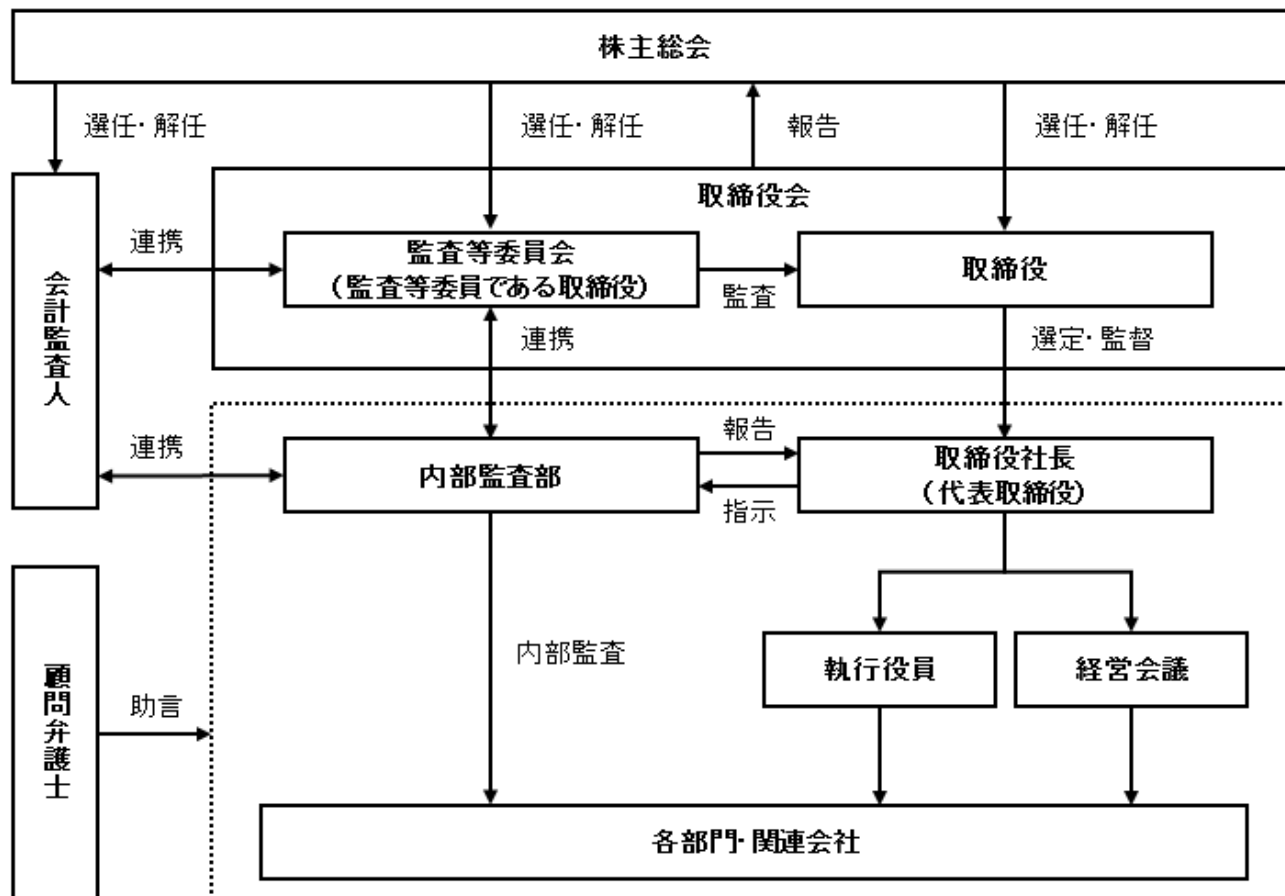 株主総会
選任・解任
選任・解任
報告
選任・解任
取締役会
会計監査人
連携
監査等委員会
（監査等委員である取締役）
監査
取締役
連携
選定・監督
連携
内部監査部
報告
指示
取締役社長
（代表取締役）
顧問弁護士
助言
内部監査
執行役員
経営会議
各部門・関連会社